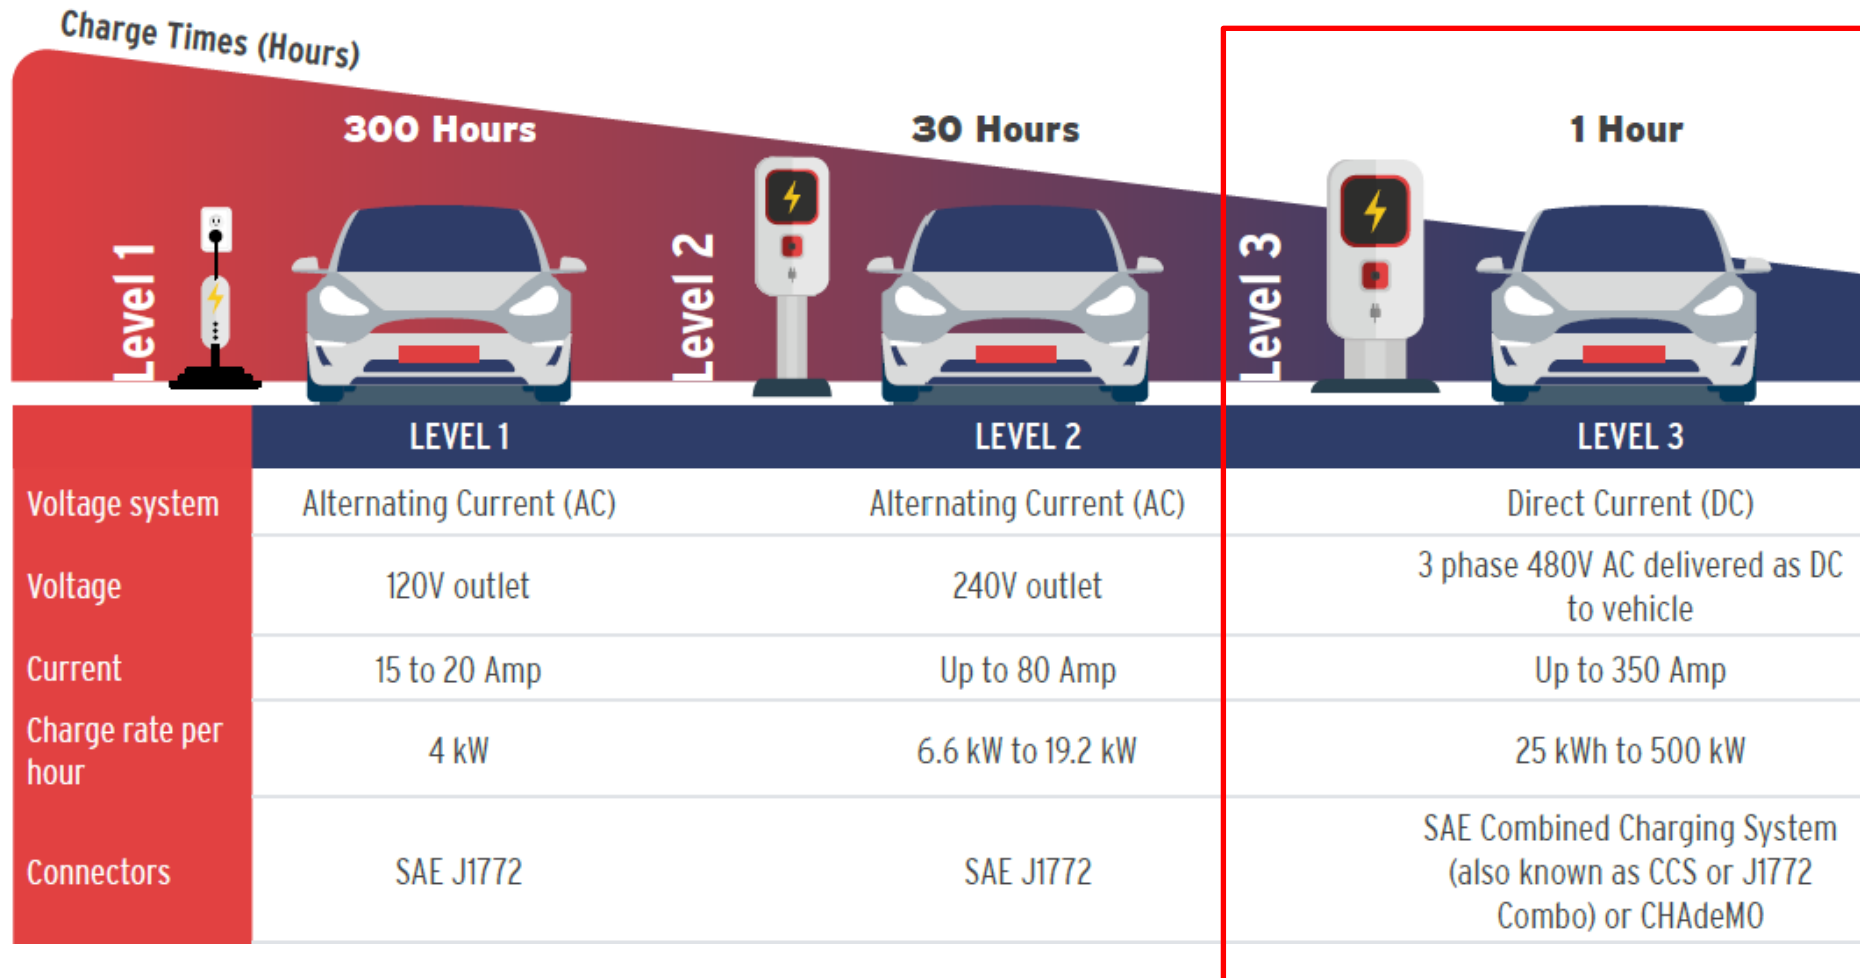 Charge Times (Hours)
300 Hours
30 Hours
1 Hour
Level 1
Level 2
Level 3
LEVEL 1
LEVEL 2
LEVEL 3
Voltage system
Alternating Current (AC)
Alternating Current (AC)
Direct Current (DC)
Voltage
120V outlet
240V outlet
3 phase 480V AC delivered as DC
to vehicle
Current
15 to 20 Amp
Up to 80 Amp
Up to 350 Amp
Charge rate per
hour
4 kW
6.6 kW to 19.2 kW
25 kWh to 500 kW
Connectors
SAE J1772
SAE J1772
SAE Combined Charging System
(also known as CCS or J1772
Combo) or CHAdeMO